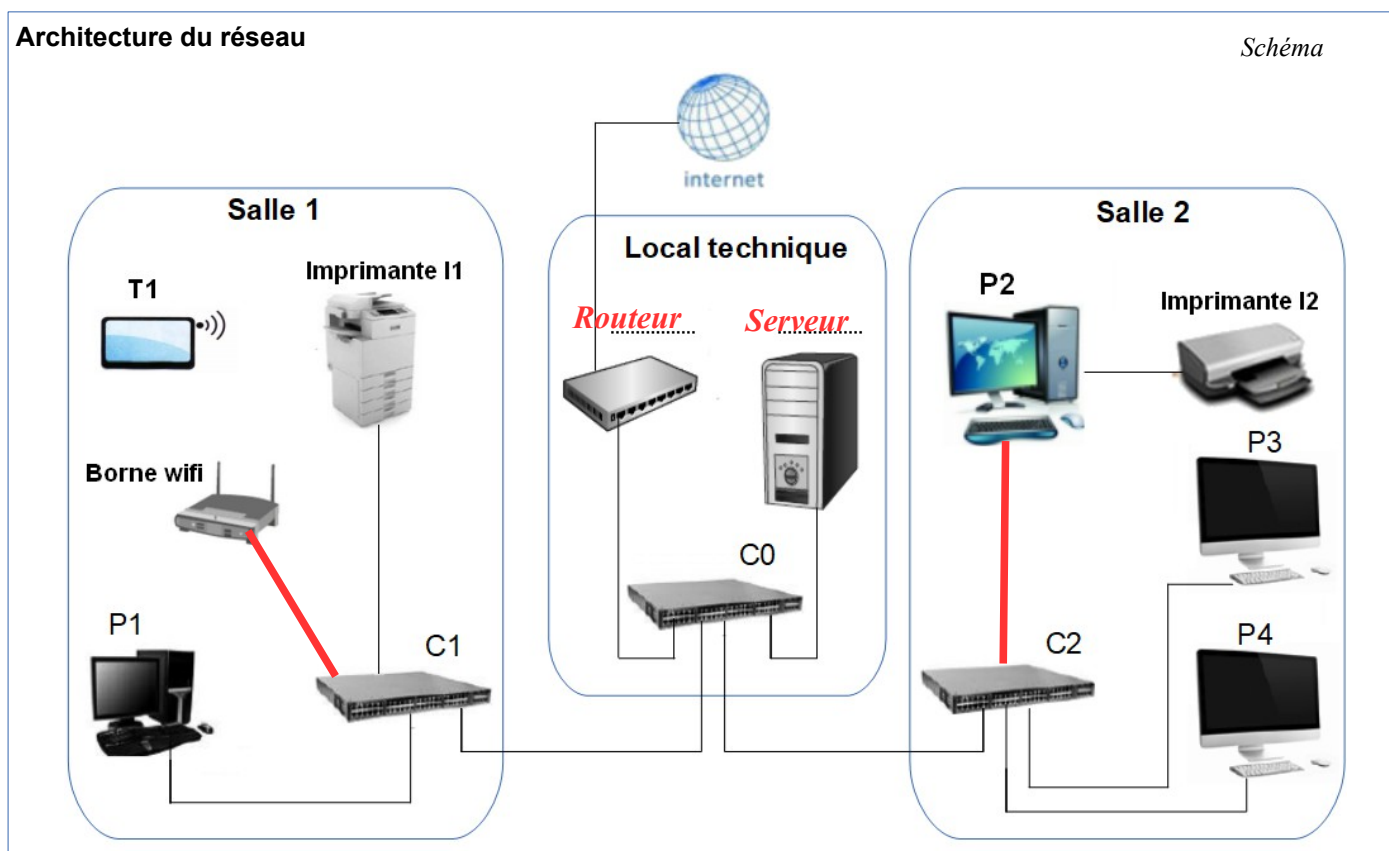 Architecture du réseau
Schéma
internet
Salle 1
T1
Imprimante I1
Borne wifi
P1
C1
Local technique
Routeur
Serveur
C0
Salle 2
P2
Imprimante I2
P3
C2
P4